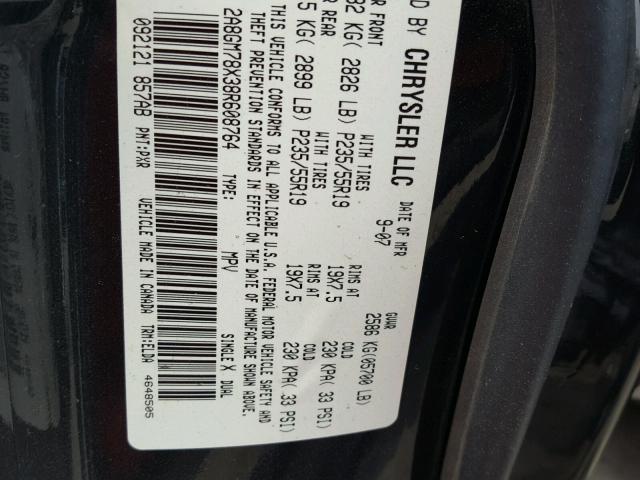 D BY CHRYSLER LLC
DATE OF MFR
9-07
GVWR
2586 KG(05700 LB)
R FRONT
WITH TIRES
RIMS AT
COLD
82 KG( 2826 LB) P235/55R19
19X7.5
230 KPA( 33 PSI)
R REAR
WITH TIRES
RIMS AT
COLD
5 KG( 2899 LB) P235/55R19
19X7.5
230 KPA( 33 PSI)
THIS VEHICLE CONFORMS TO ALL APPLICABLE U.S.A. FEDERAL MOTOR VEHICLE SAFETY AND
THEFT PREVENTION STANDARDS IN EFFECT ON THE DATE OF MANUFACTURE SHOWN ABOVE.
2A8GM78X38R608764 TYPE: MPV SINGLE X DUAL
092121 857AB PNT:PXR VEHICLE MADE IN CANADA TRM:ELDA 4648505